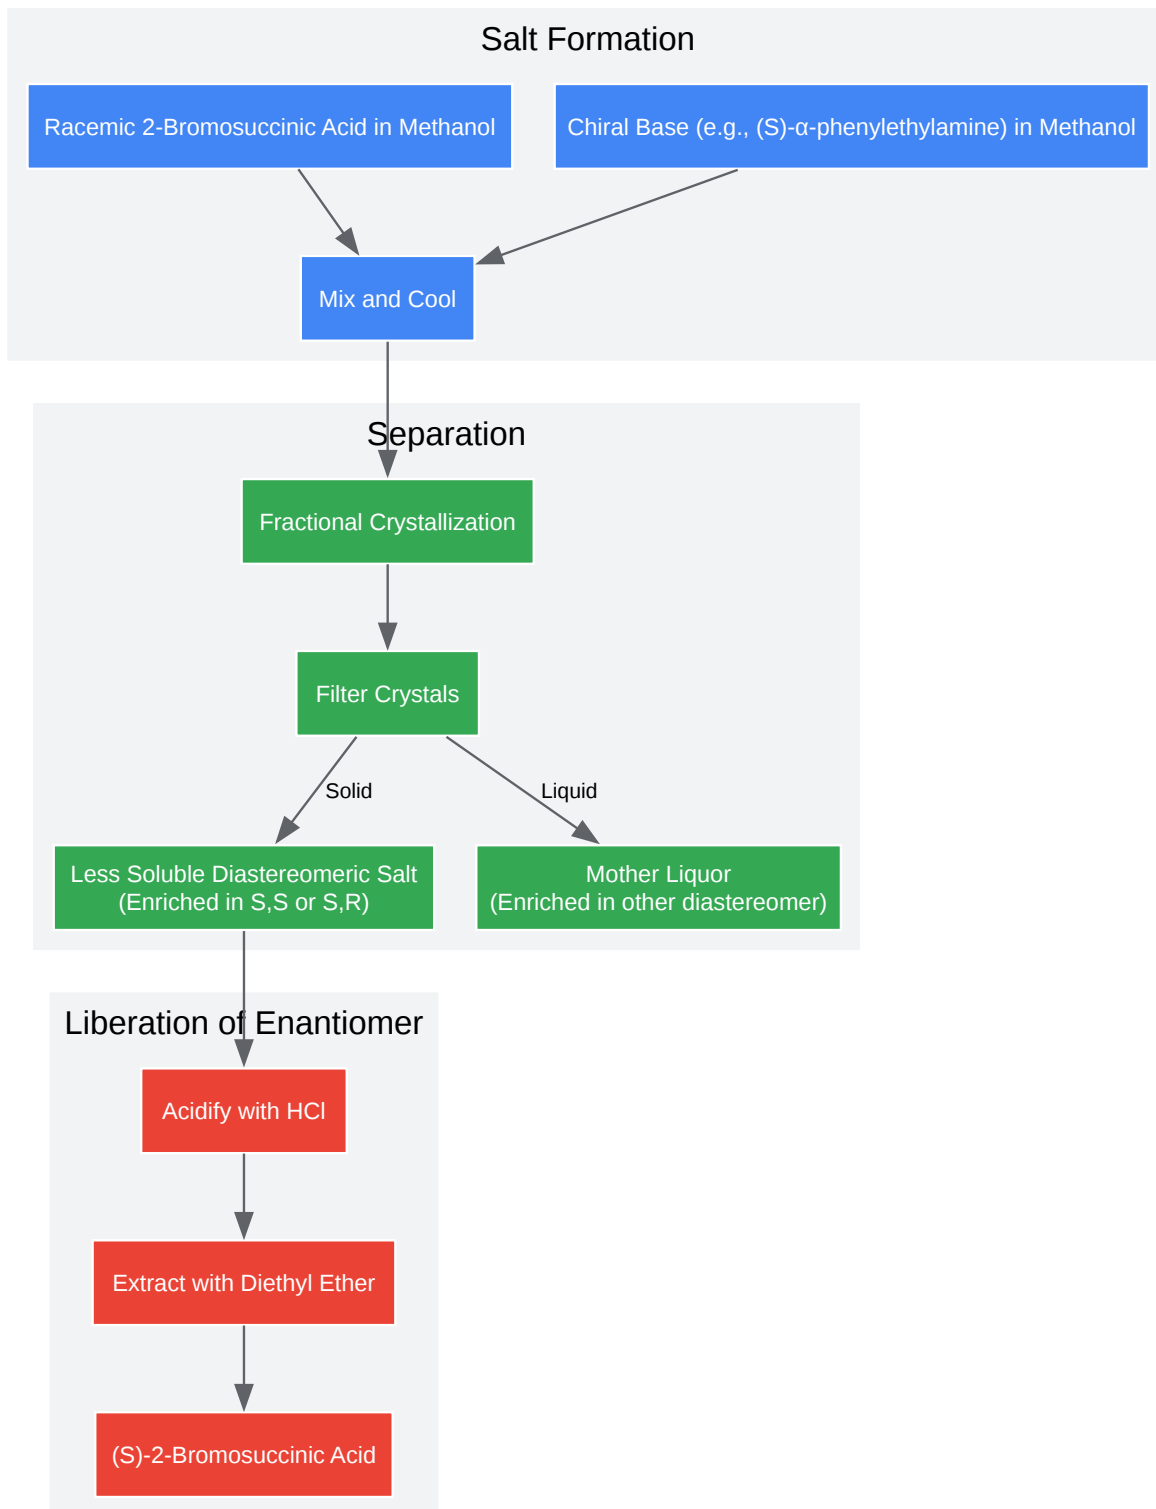 Salt Formation
Racemic 2-Bromosuccinic Acid in Methanol
Chiral Base (e.g., (S)-α-phenylethylamine) in Methanol
Mix and Cool
Separation
Fractional Crystallization
Filter Crystals
Solid
Liquid
Less Soluble Diastereomeric Salt
(Enriched in S,S or S,R)
Mother Liquor
(Enriched in other diastereomer)
Liberation of Enantiomer
Acidify with HCl
Extract with Diethyl Ether
(S)-2-Bromosuccinic Acid